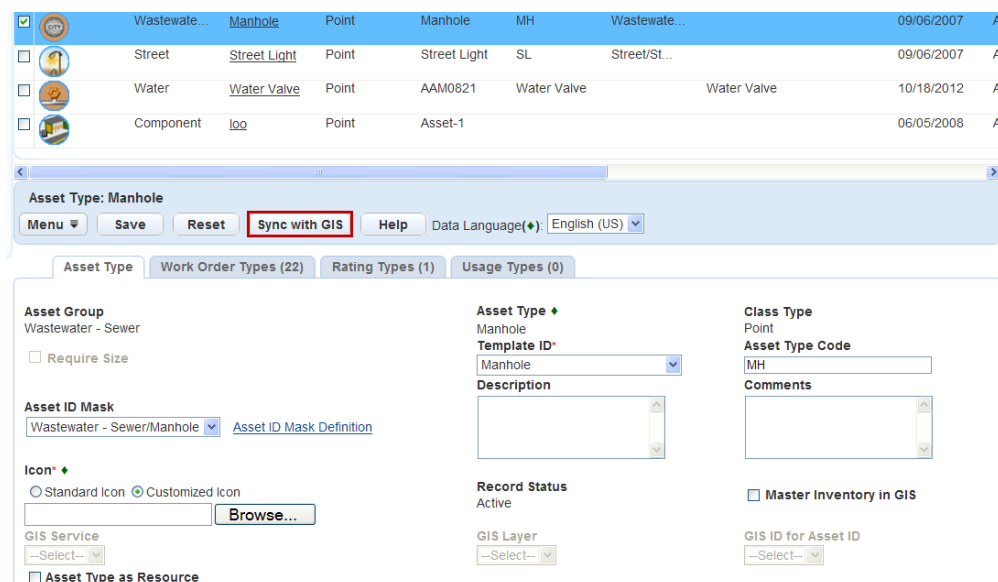 Wastewate... Manhole Point Manhole MH Wastewate... 09/06/2007 A
Street Street Light Point Street Light SL Street/St... 09/06/2007 A
Water Water Valve Point AAM0821 Water Valve Water Valve 10/18/2012 A
Component loo Point Asset-1 06/05/2008 A
Asset Type: Manhole
Menu Save Reset Sync with GIS Help Data Language(♦): English (US)
Asset Type Work Order Types (22) Rating Types (1) Usage Types (0)
Asset Group Asset Type ♦ Class Type
Wastewater - Sewer Manhole Point
Template ID* Asset Type Code
Require Size Manhole MH
Description Comments
Asset ID Mask
Wastewater - Sewer/Manhole Asset ID Mask Definition
Icon* ♦
Standard Icon Customized Icon Record Status Master Inventory in GIS
Browse... Active
GIS Service GIS Layer GIS ID for Asset ID
--Select-- --Select-- --Select--
Asset Type as Resource